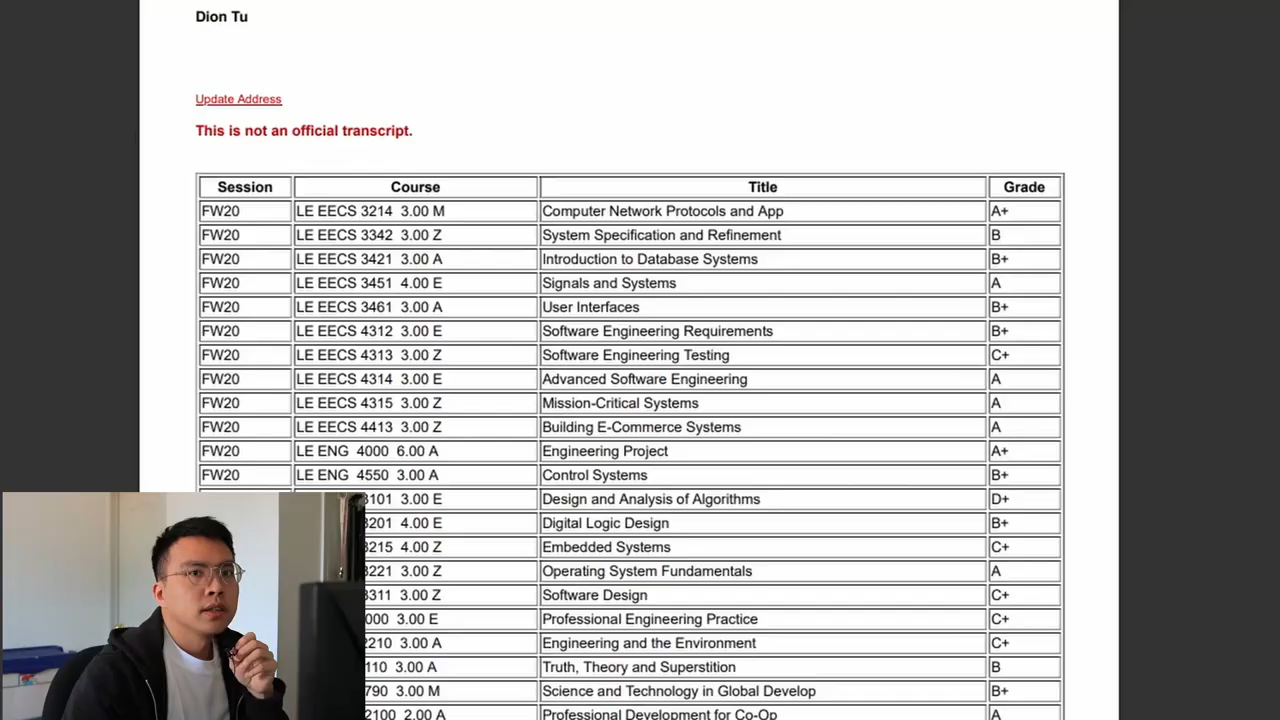 Dion Tu
Update Address
This is not an official transcript.
Session Course Title Grade
FW20 LE EECS 3214 3.00 M Computer Network Protocols and App A+
FW20 LE EECS 3342 3.00 Z System Specification and Refinement B
FW20 LE EECS 3421 3.00 A Introduction to Database Systems B+
FW20 LE EECS 3451 4.00 E Signals and Systems A
FW20 LE EECS 3461 3.00 A User Interfaces B+
FW20 LE EECS 4312 3.00 E Software Engineering Requirements B+
FW20 LE EECS 4313 3.00 Z Software Engineering Testing C+
FW20 LE EECS 4314 3.00 E Advanced Software Engineering A
FW20 LE EECS 4315 3.00 Z Mission-Critical Systems A
FW20 LE EECS 4413 3.00 Z Building E-Commerce Systems A
FW20 LE ENG 4000 6.00 A Engineering Project A+
FW20 LE ENG 4550 3.00 A Control Systems B+
3101 3.00 E Design and Analysis of Algorithms D+
3201 4.00 E Digital Logic Design B+
3215 4.00 Z Embedded Systems C+
3221 3.00 Z Operating System Fundamentals A
3311 3.00 Z Software Design C+
000 3.00 E Professional Engineering Practice C+
2210 3.00 A Engineering and the Environment C+
110 3.00 A Truth, Theory and Superstition B
790 3.00 M Science and Technology in Global Develop B+
2100 2.00 A Professional Development for Co-Op A